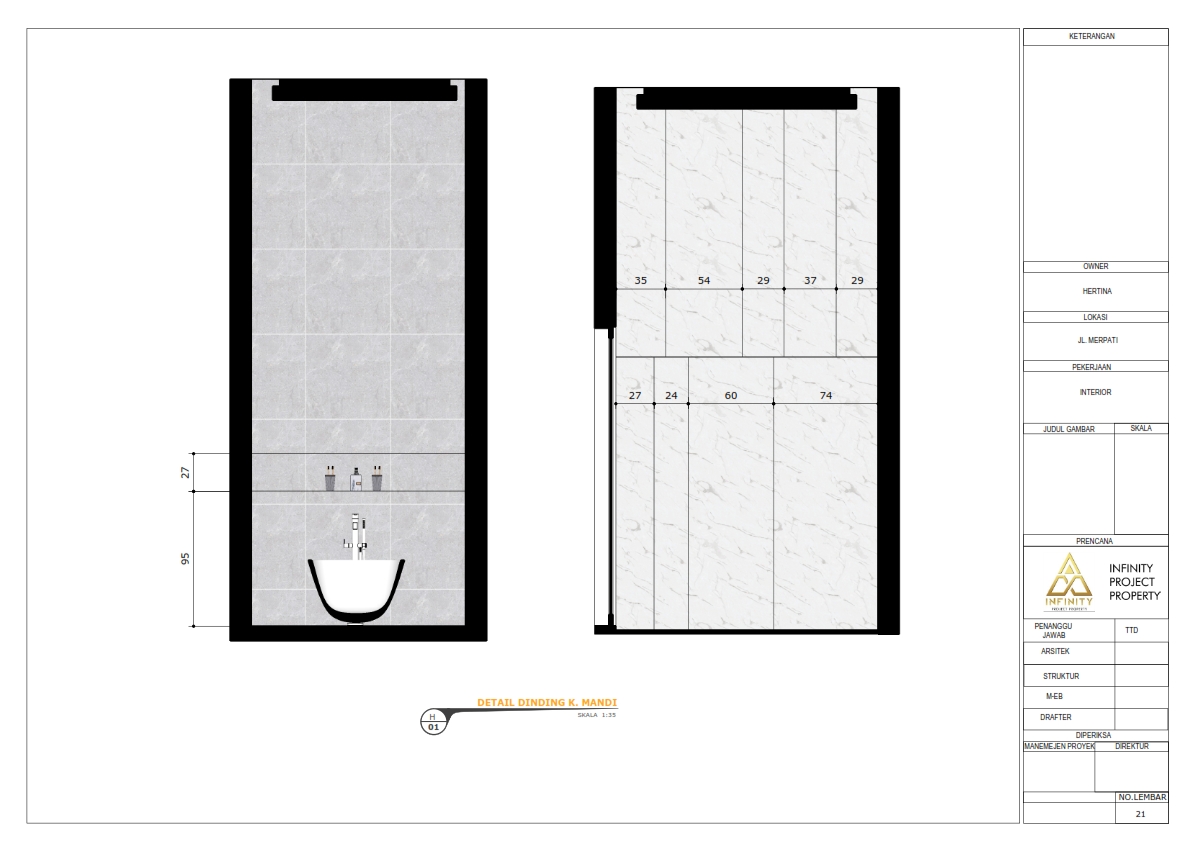 27
95
35 54 29 37 29
27 24 60 74
DETAIL DINDING K. MANDI
SKALA 1:35
H
01
KETERANGAN
OWNER
HERTINA
LOKASI
JL. MERPATI
PEKERJAAN
INTERIOR
JUDUL GAMBAR SKALA
PRENCANA
INFINITY
PROJECT PROPERTY
INFINITY
PROJECT
PROPERTY
PENANGGU
JAWAB
TTD
ARSITEK
STRUKTUR
M-EB
DRAFTER
DIPERIKSA
MANEMEJEN PROYEK DIREKTUR
NO.LEMBAR
21